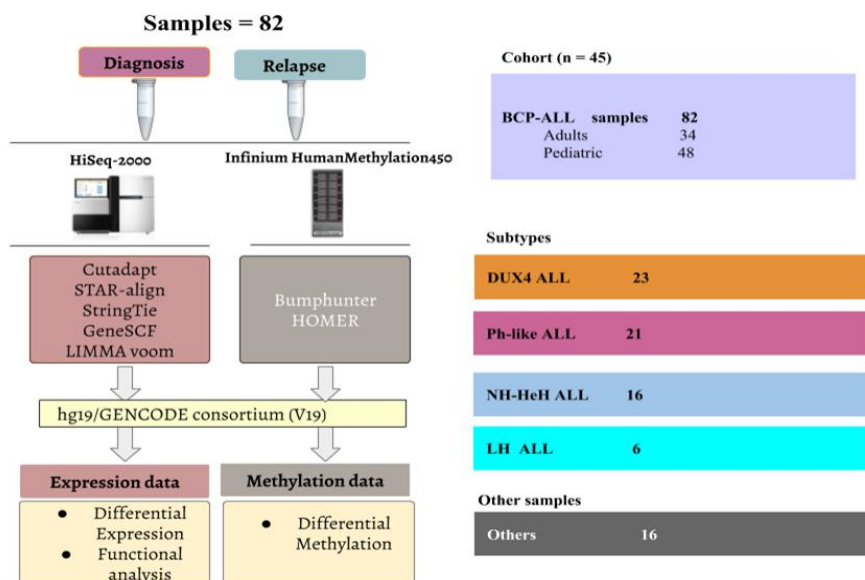 Samples = 82
Diagnosis
Relapse
HiSeq-2000
Infinium HumanMethylation450
Cutadapt
STAR-align
StringTie
GeneSCF
LIMMA voom
Bumphunter
HOMER
hg19/GENCODE consortium (V19)
Expression data
Methylation data
● Differential
Expression
● Functional
analysis
● Differential
Methylation
Cohort (n = 45)
BCP-ALL samples 82
Adults 34
Pediatric 48
Subtypes
DUX4 ALL 23
Ph-like ALL 21
NH-HeH ALL 16
LH ALL 6
Other samples
Others 16